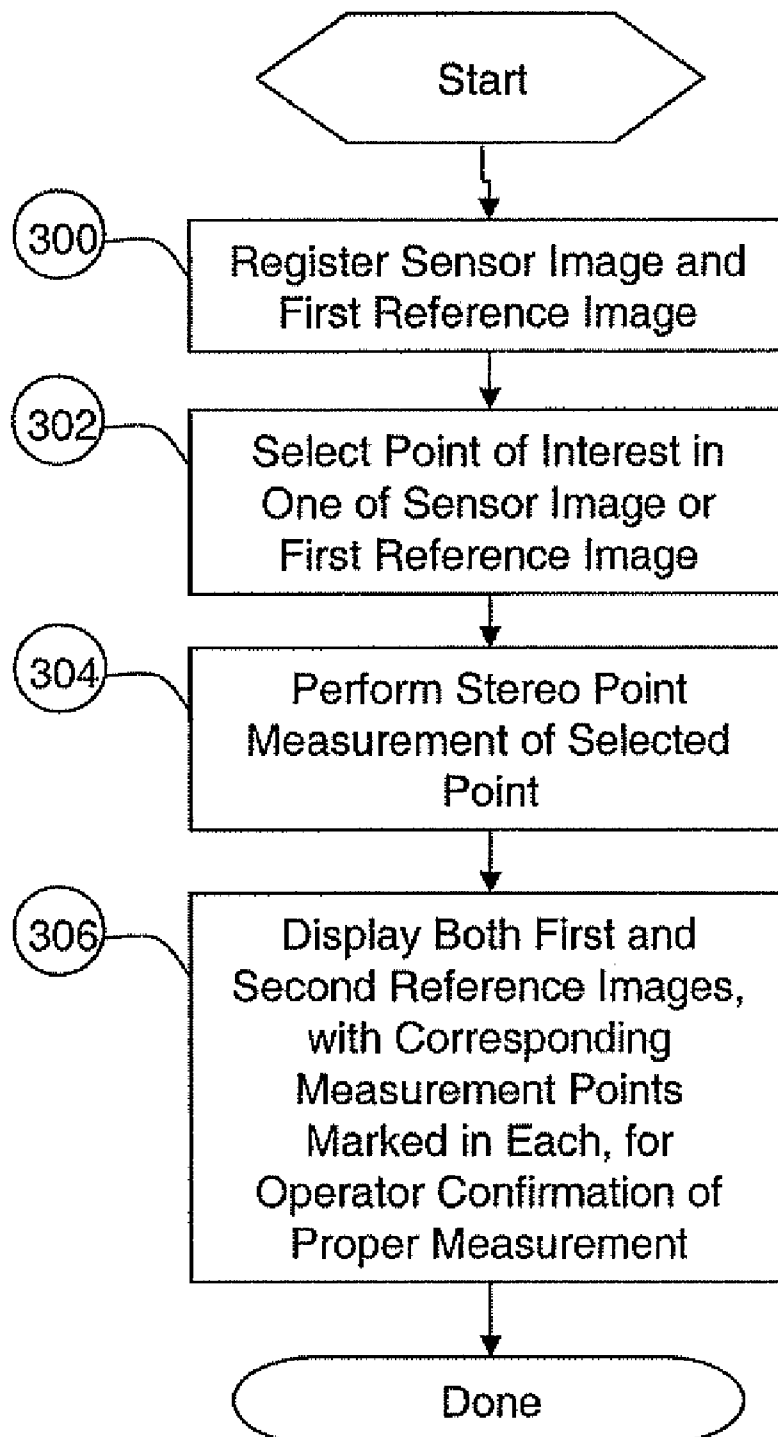 Start
300
Register Sensor Image and
First Reference Image
302
Select Point of Interest in
One of Sensor Image or
First Reference Image
304
Perform Stereo Point
Measurement of Selected
Point
306
Display Both First and
Second Reference Images,
with Corresponding
Measurement Points
Marked in Each, for
Operator Confirmation of
Proper Measurement
Done